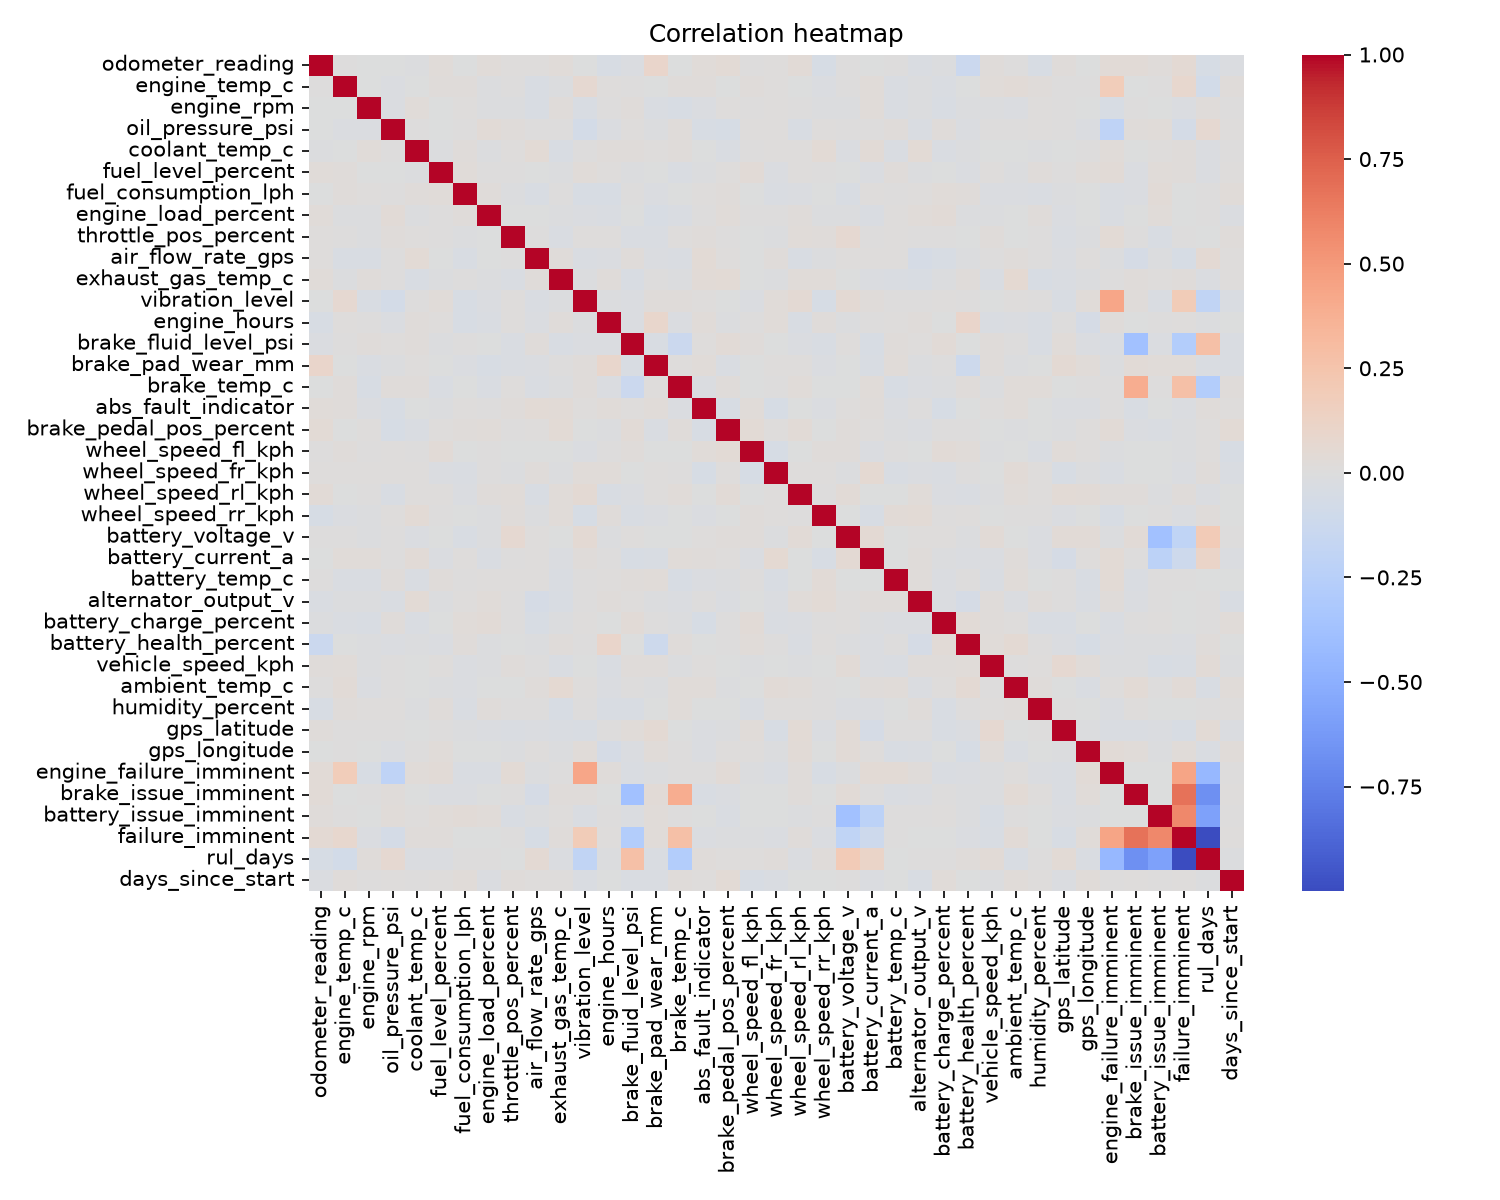 Correlation heatmap
odometer_reading
engine_temp_c
engine_rpm
oil_pressure_psi
coolant_temp_c
fuel_level_percent
fuel_consumption_lph
engine_load_percent
throttle_pos_percent
air_flow_rate_gps
exhaust_gas_temp_c
vibration_level
engine_hours
brake_fluid_level_psi
brake_pad_wear_mm
brake_temp_c
abs_fault_indicator
brake_pedal_pos_percent
wheel_speed_fl_kph
wheel_speed_fr_kph
wheel_speed_rl_kph
wheel_speed_rr_kph
battery_voltage_v
battery_current_a
battery_temp_c
alternator_output_v
battery_charge_percent
battery_health_percent
vehicle_speed_kph
ambient_temp_c
humidity_percent
gps_latitude
gps_longitude
engine_failure_imminent
brake_issue_imminent
battery_issue_imminent
failure_imminent
rul_days
days_since_start
odometer_reading
engine_temp_c
engine_rpm
oil_pressure_psi
coolant_temp_c
fuel_level_percent
fuel_consumption_lph
engine_load_percent
throttle_pos_percent
air_flow_rate_gps
exhaust_gas_temp_c
vibration_level
engine_hours
brake_fluid_level_psi
brake_pad_wear_mm
brake_temp_c
abs_fault_indicator
brake_pedal_pos_percent
wheel_speed_fl_kph
wheel_speed_fr_kph
wheel_speed_rl_kph
wheel_speed_rr_kph
battery_voltage_v
battery_current_a
battery_temp_c
alternator_output_v
battery_charge_percent
battery_health_percent
vehicle_speed_kph
ambient_temp_c
humidity_percent
gps_latitude
gps_longitude
engine_failure_imminent
brake_issue_imminent
battery_issue_imminent
failure_imminent
rul_days
days_since_start
1.00
0.75
0.50
0.25
0.00
−0.25
−0.50
−0.75